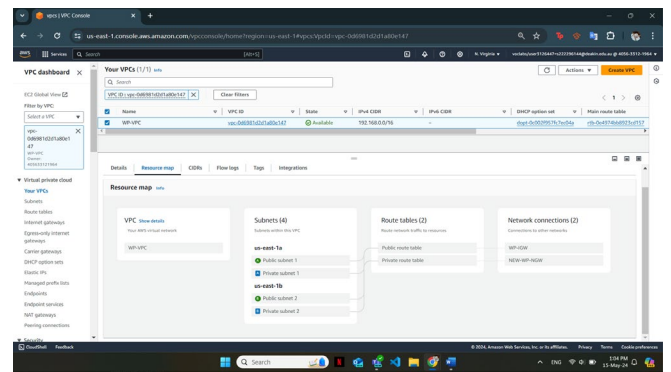 vpcs | VPC Console
us-east-1.console.aws.amazon.com/vpcconsole/home?region=us-east-1#vpcs:VpcId=vpc-0d6981d2d1a80e147
aws Services Search [Alt+S] N. Virginia
VPC dashboard
EC2 Global View
Filter by VPC:
Select a VPC
vpc-
0d6981d2d1a80e1
47
WP-VPC
Owner:
Virtual private cloud
Your VPCs
Subnets
Route tables
Internet gateways
Egress-only internet
gateways
Carrier gateways
DHCP option sets
Elastic IPs
Managed prefix lists
Endpoints
Endpoint services
NAT gateways
Peering connections
Security
Your VPCs (1/1) Info
Actions
Create VPC
Search
VPC ID : vpc-0d6981d2d1a80e147
Clear filters
1
Name VPC ID State IPv4 CIDR IPv6 CIDR DHCP option set Main route table
WP-VPC vpc-0d6981d2d1a80e147 Available 192.168.0.0/16 -
Details Resource map CIDRs Flow logs Tags Integrations
Resource map Info
VPC Show details
Your AWS virtual network
WP-VPC
Subnets (4)
Subnets within this VPC
us-east-1a
Public subnet 1
Private subnet 1
us-east-1b
Public subnet 2
Private subnet 2
Route tables (2)
Route network traffic to resources
Public route table
Private route table
Network connections (2)
Connections to other networks
WP-IGW
NEW-WP-NGW
CloudShell Feedback
© 2024, Amazon Web Services, Inc. or its affiliates. Privacy Terms Cookie preferences
Search
ENG
1:04 PM
15-May-24